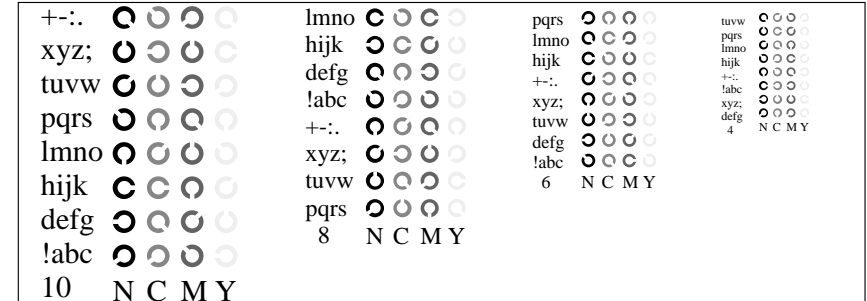 +-:.
xyz;
tuvw
pqrs
lmno
hijk
defg
!abc
10 N C M Y
lmno
hijk
defg
!abc
+-:.
xyz;
tuvw
pqrs
8 N C M Y
pqrs
lmno
hijk
+-:.
xyz;
tuvw
defg
!abc
6 N C M Y
tuvw
pqrs
lmno
hijk
+-:.
!abc
xyz;
defg
4 N C M Y